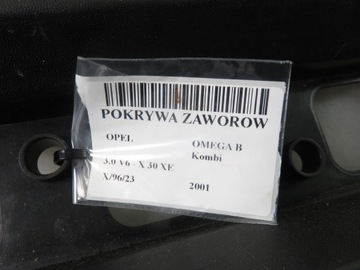 POKRYWA ZAWOROW
OPEL OMEGA B
Kombi
3.0 V6 - X 30 XE
X/96/23 2001